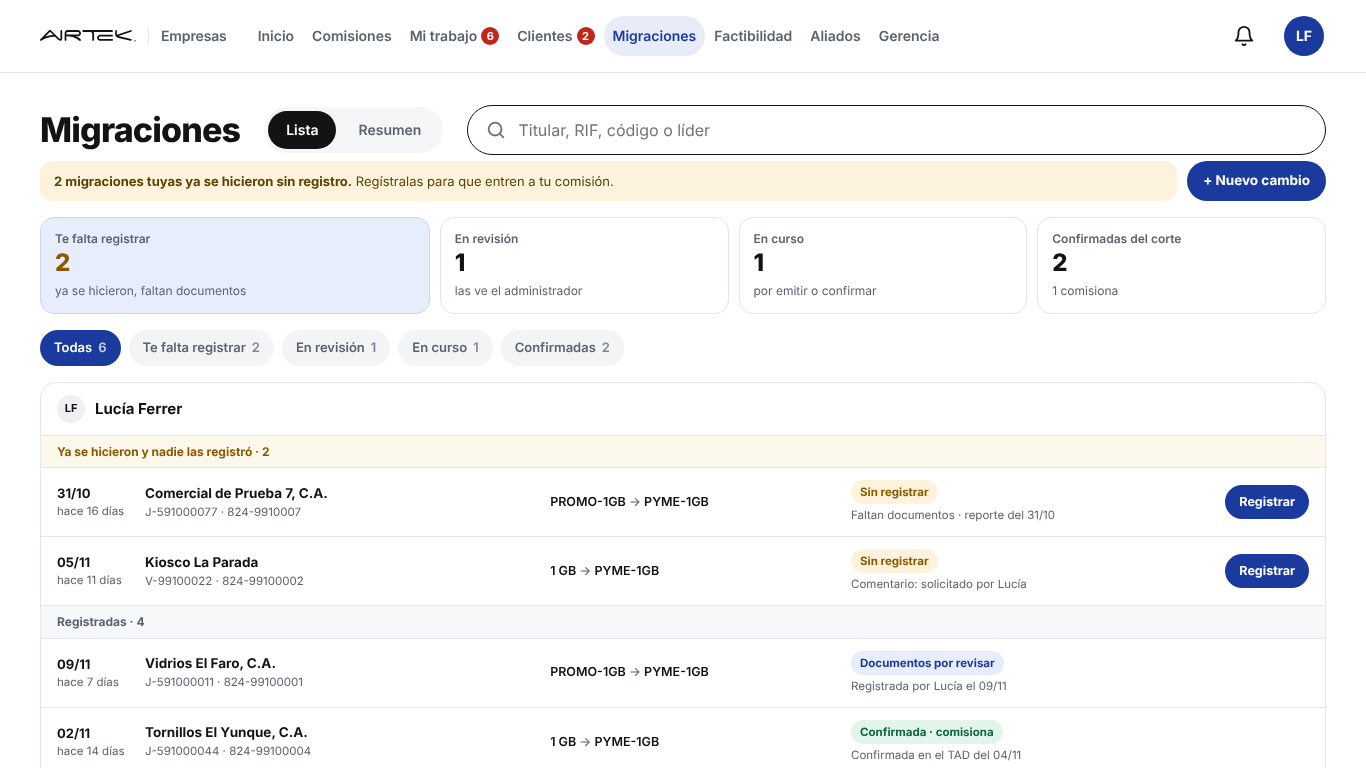 AIRTEK.
Empresas
Inicio
Comisiones
Mi trabajo 6
Clientes 2
Migraciones
Factibilidad
Aliados
Gerencia
LF
Migraciones
Lista
Resumen
Titular, RIF, código o líder
2 migraciones tuyas ya se hicieron sin registro. Regístralas para que entren a tu comisión.
+ Nuevo cambio
Te falta registrar
2
ya se hicieron, faltan documentos
En revisión
1
las ve el administrador
En curso
1
por emitir o confirmar
Confirmadas del corte
2
1 comisiona
Todas 6
Te falta registrar 2
En revisión 1
En curso 1
Confirmadas 2
LF Lucía Ferrer
Ya se hicieron y nadie las registró · 2
31/10
hace 16 días
Comercial de Prueba 7, C.A.
J-591000077 · 824-9910007
PROMO-1GB → PYME-1GB
Sin registrar
Faltan documentos · reporte del 31/10
Registrar
05/11
hace 11 días
Kiosco La Parada
V-99100022 · 824-99100002
1 GB → PYME-1GB
Sin registrar
Comentario: solicitado por Lucía
Registrar
Registradas · 4
09/11
hace 7 días
Vidrios El Faro, C.A.
J-591000011 · 824-99100001
PROMO-1GB → PYME-1GB
Documentos por revisar
Registrada por Lucía el 09/11
02/11
hace 14 días
Tornillos El Yunque, C.A.
J-591000044 · 824-99100004
1 GB → PYME-1GB
Confirmada · comisiona
Confirmada en el TAD del 04/11